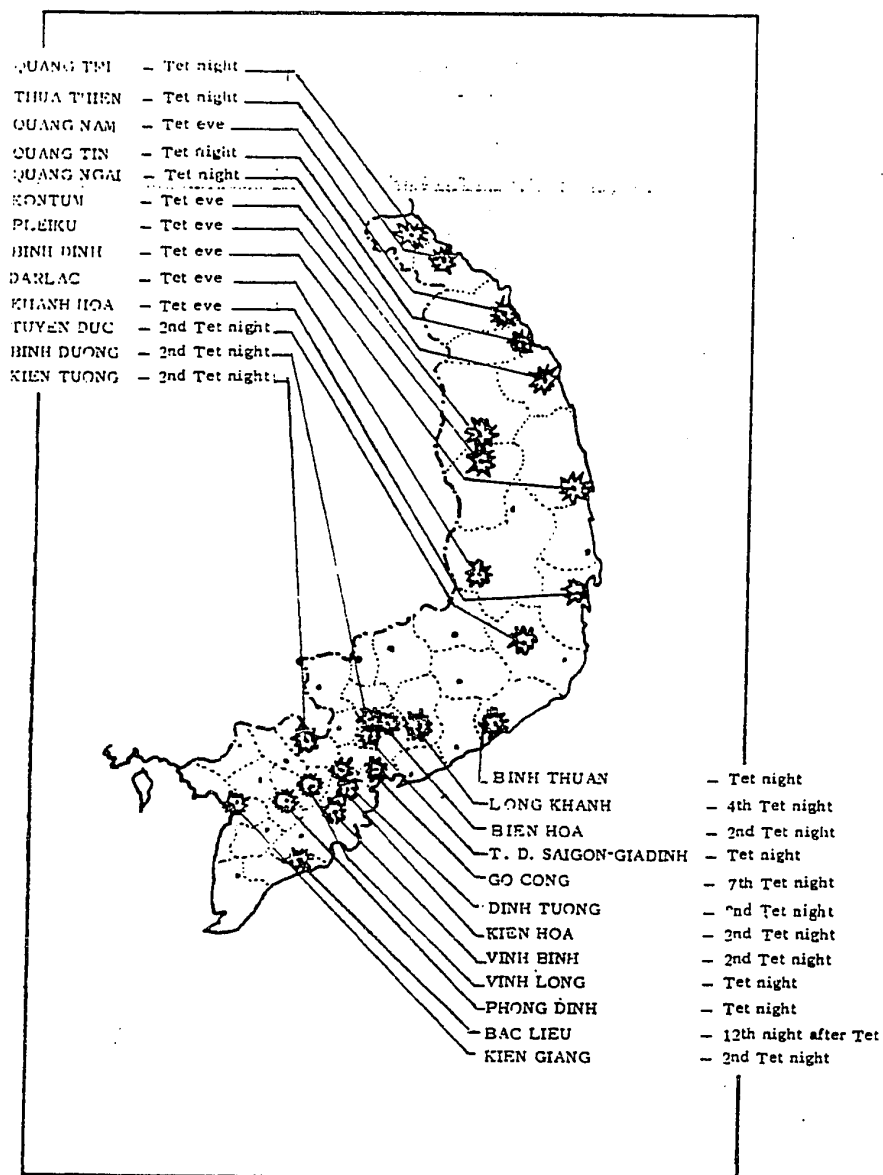 QUANG TRI – Tet night
THUA THIEN – Tet night
QUANG NAM – Tet eve
QUANG TIN – Tet night
QUANG NGAI – Tet night
KONTUM – Tet eve
PLEIKU – Tet eve
BINH DINH – Tet eve
DARLAC – Tet eve
KHANH HOA – Tet eve
TUYEN DUC – 2nd Tet night
BINH DUONG – 2nd Tet night
KIEN TUONG – 2nd Tet night
BINH THUAN – Tet night
LONG KHANH – 4th Tet night
BIEN HOA – 2nd Tet night
T. D. SAIGON-GIADINH – Tet night
GO CONG – 7th Tet night
DINH TUONG – 2nd Tet night
KIEN HOA – 2nd Tet night
VINH BINH – 2nd Tet night
VINH LONG – Tet night
PHONG DINH – Tet night
BAC LIEU – 12th night after Tet
KIEN GIANG – 2nd Tet night